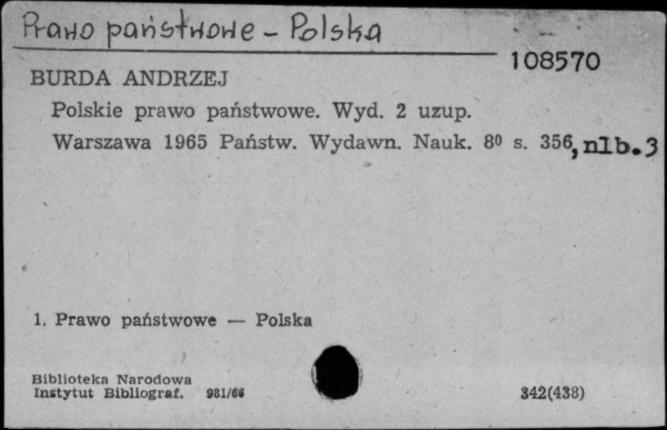 Prawo państwowe - Polska
108570
BURDA ANDRZEJ
Polskie prawo państwowe. Wyd. 2 uzup.
Warszawa 1965 Państw. Wydawn. Nauk. 8⁰ s. 356, nlb. 3
1. Prawo państwowe — Polska
Biblioteka Narodowa
Instytut Bibliograf. 981/66
342(438)